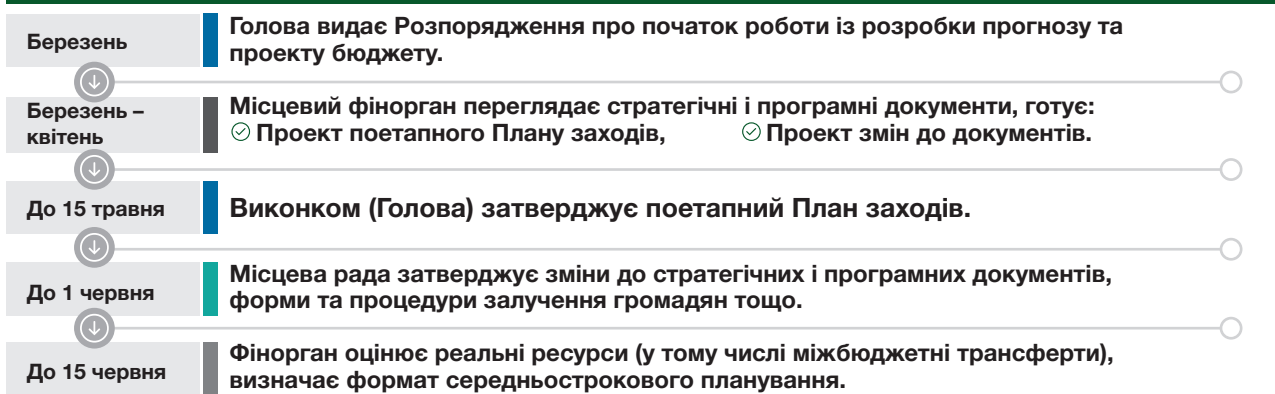 Березень
Голова видає Розпорядження про початок роботи із розробки прогнозу та
проекту бюджету.
Березень –
квітень
Місцевий фінорган переглядає стратегічні і програмні документи, готує:
Проект поетапного Плану заходів, Проект змін до документів.
До 15 травня
Виконком (Голова) затверджує поетапний План заходів.
До 1 червня
Місцева рада затверджує зміни до стратегічних і програмних документів,
форми та процедури залучення громадян тощо.
До 15 червня
Фінорган оцінює реальні ресурси (у тому числі міжбюджетні трансферти),
визначає формат середньострокового планування.